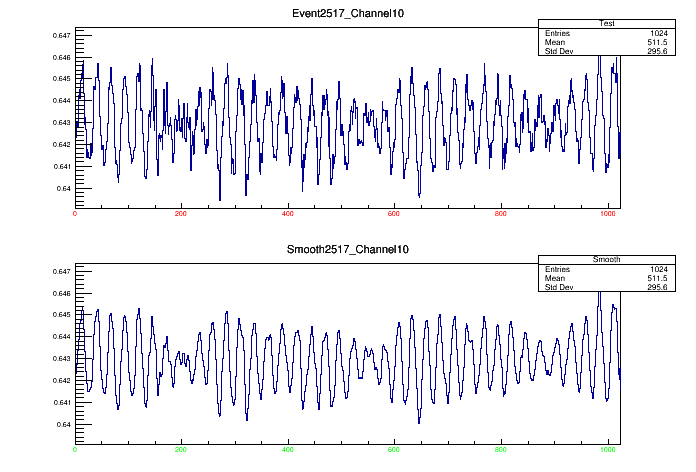 Event2517_Channel10
Test
Entries 1024
Mean 511.5
Std Dev 295.6
0.647
0.646
0.645
0.644
0.643
0.642
0.641
0.64
0 200 400 600 800 1000
Smooth2517_Channel10
Smooth
Entries 1024
Mean 511.5
Std Dev 295.6
0.647
0.646
0.645
0.644
0.643
0.642
0.641
0.64
0 200 400 600 800 1000